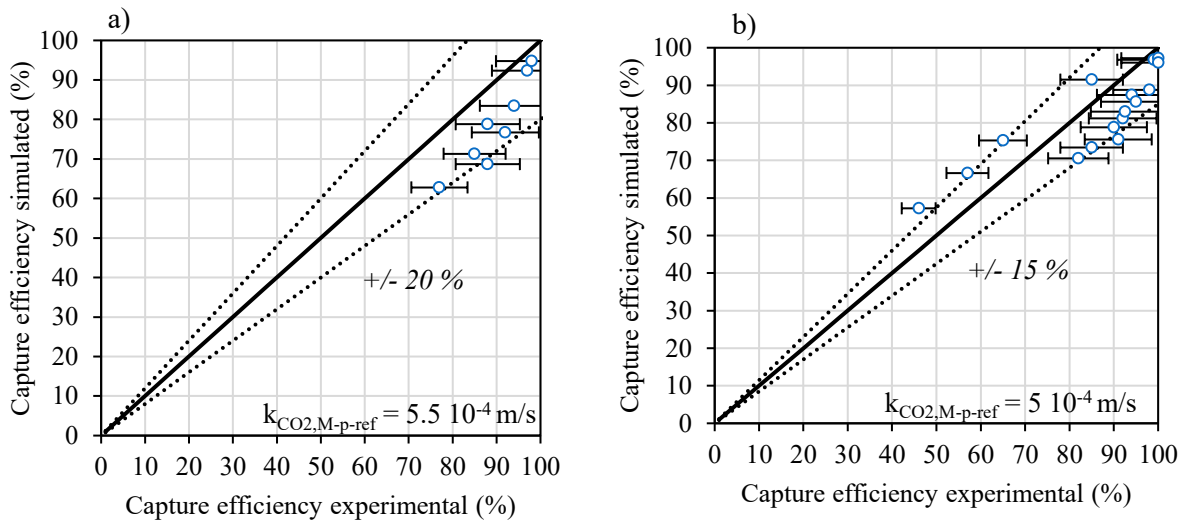 a)
Capture efficiency simulated (%)
100
90
80
70
60
50
40
30
20
10
0
+/- 20 %
k_CO2,M-p-ref = 5.5 10^-4 m/s
0 10 20 30 40 50 60 70 80 90 100
Capture efficiency experimental (%)
b)
Capture efficiency simulated (%)
100
90
80
70
60
50
40
30
20
10
0
+/- 15 %
k_CO2,M-p-ref = 5 10^-4 m/s
0 10 20 30 40 50 60 70 80 90 100
Capture efficiency experimental (%)